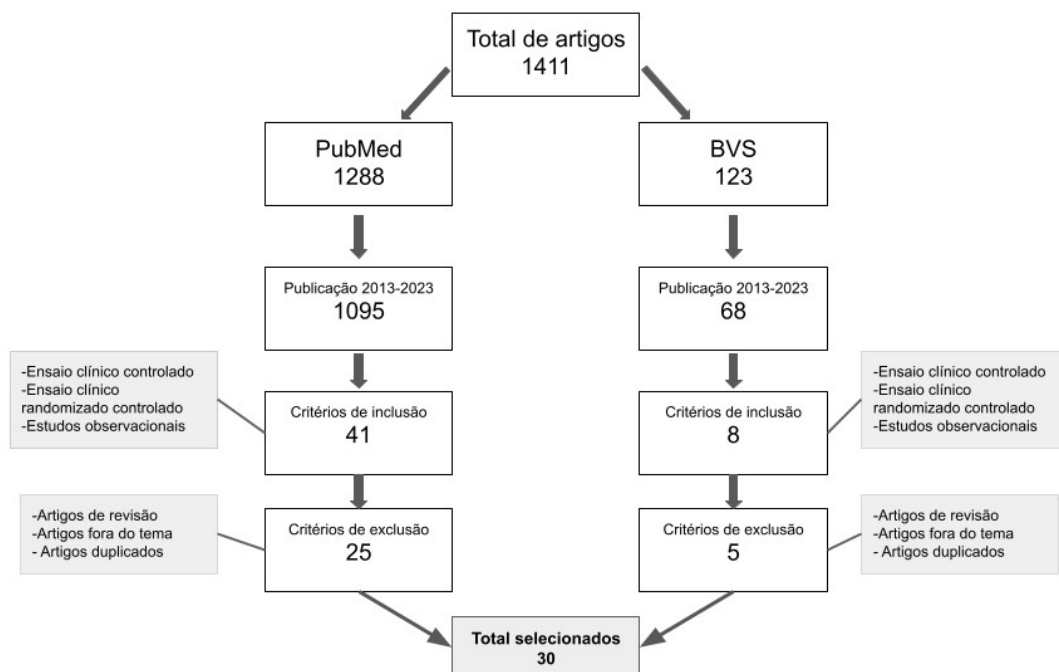 Total de artigos
1411
PubMed
1288
BVS
123
Publicação 2013-2023
1095
Publicação 2013-2023
68
-Ensaio clínico controlado
-Ensaio clínico
randomizado controlado
-Estudos observacionais
Critérios de inclusão
41
Critérios de inclusão
8
-Ensaio clínico controlado
-Ensaio clínico
randomizado controlado
-Estudos observacionais
-Artigos de revisão
-Artigos fora do tema
- Artigos duplicados
Critérios de exclusão
25
Critérios de exclusão
5
-Artigos de revisão
-Artigos fora do tema
- Artigos duplicados
Total selecionados
30